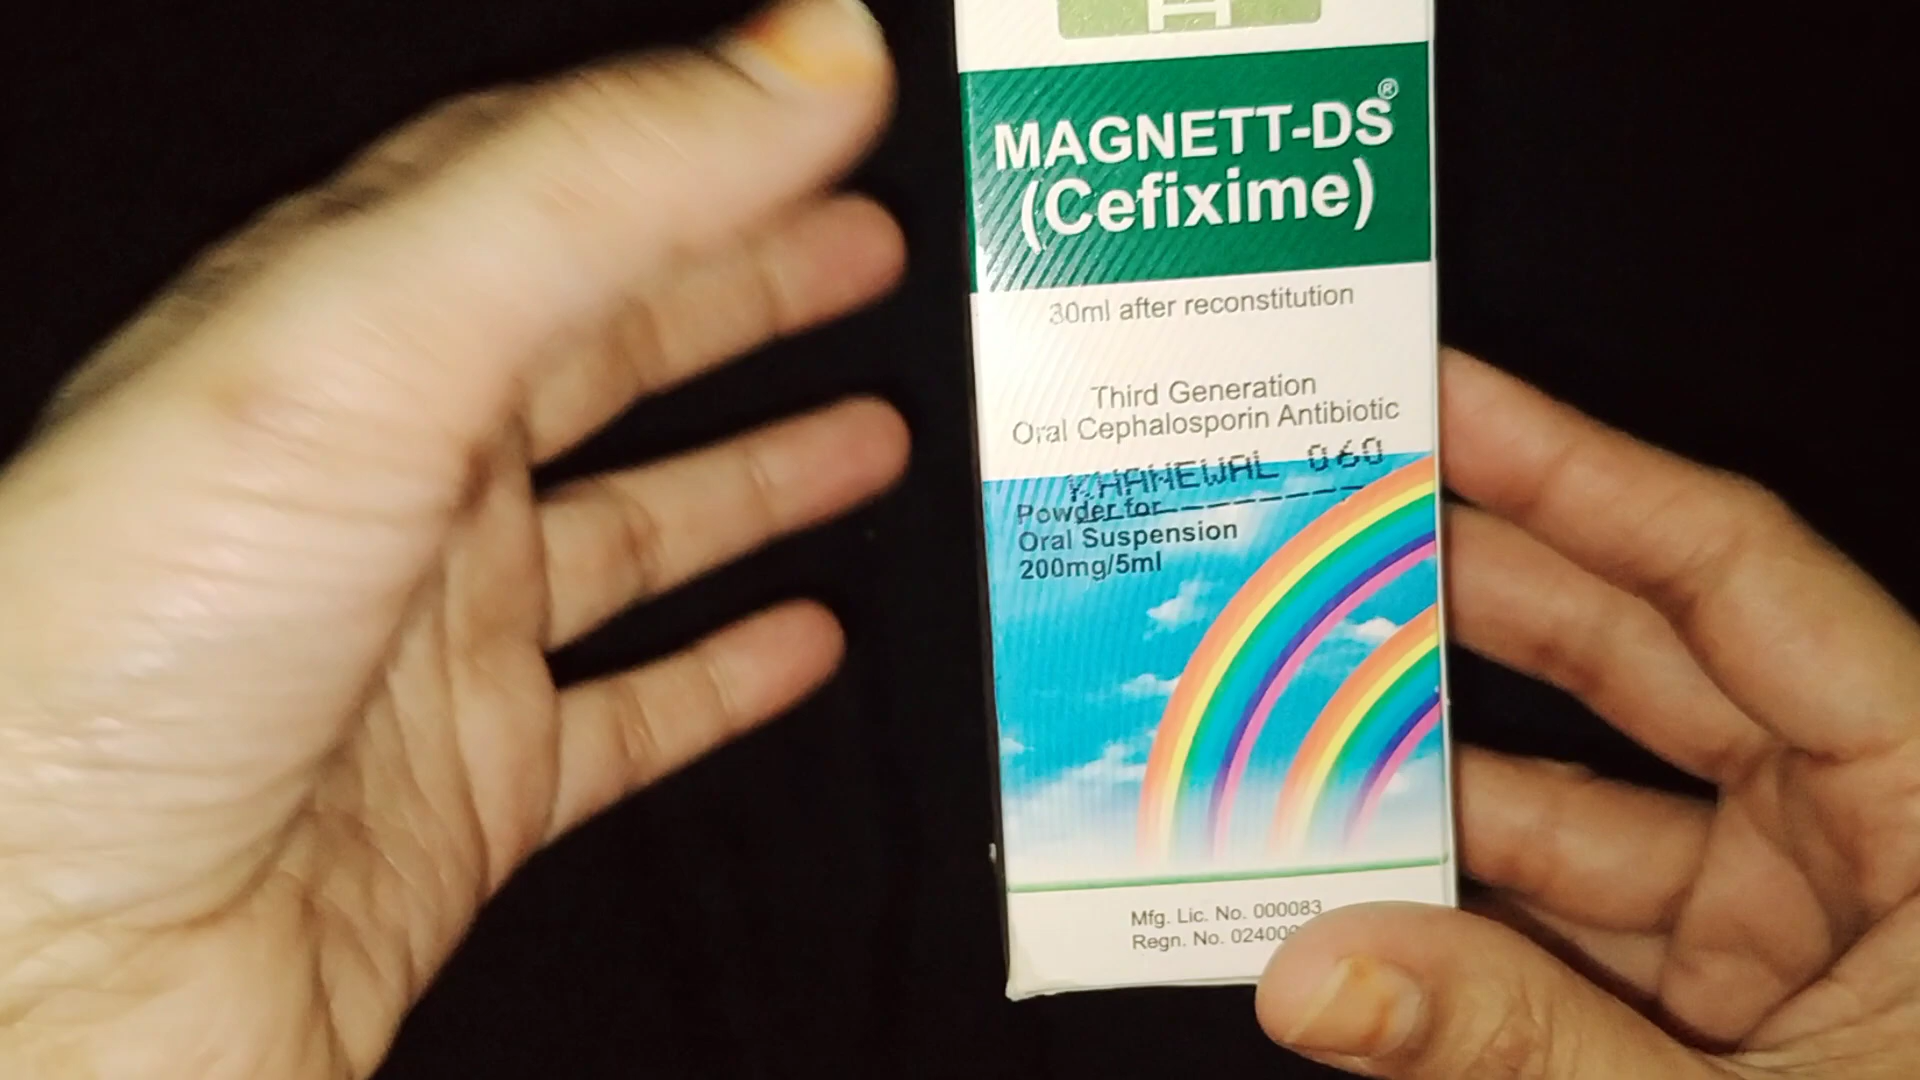 MAGNETT-DS®
(Cefixime)
30ml after reconstitution
Third Generation
Oral Cephalosporin Antibiotic
KHANEWAL 060
Powder for
Oral Suspension
200mg/5ml
Mfg. Lic. No. 000083
Regn. No.